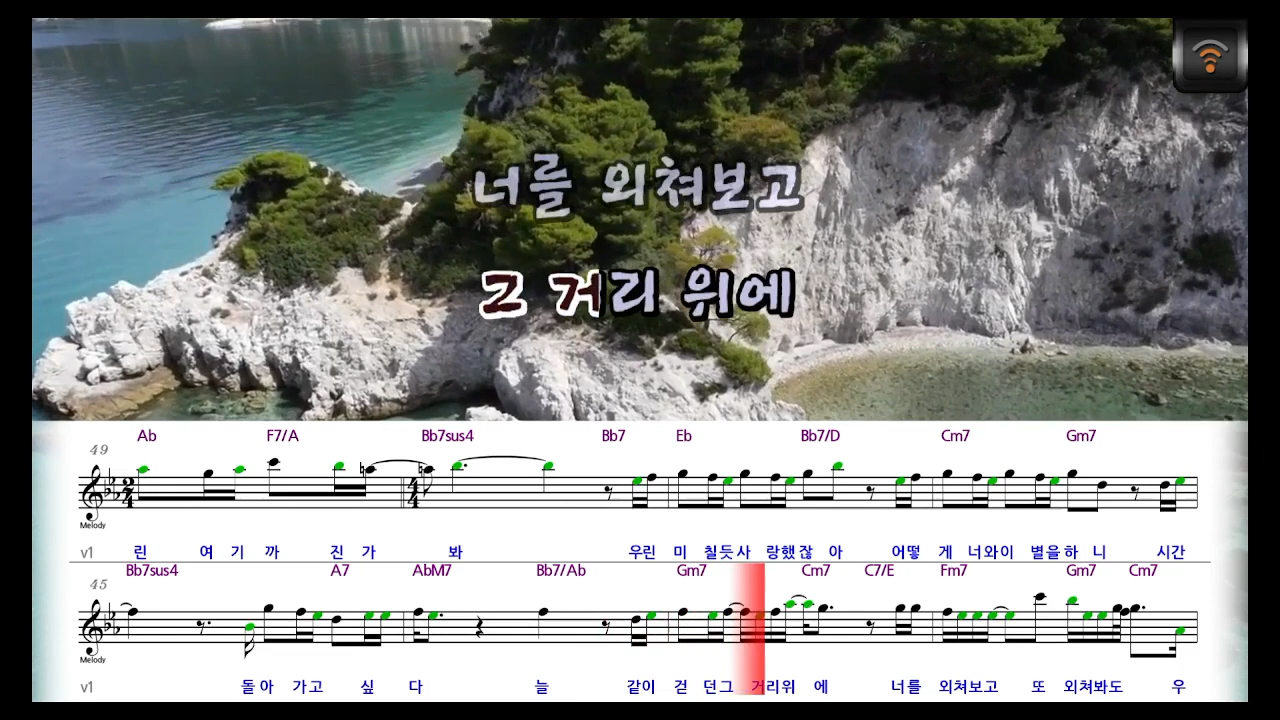 너를 외쳐보고
그 거리 위에
Ab F7/A Bb7sus4 Bb7 Eb Bb7/D Cm7 Gm7
49
2/4 4/4
Melody
v1 린 여 기 까 진 가 봐 우린 미 칠듯사 랑했잖 아 어떻 게 너와이 별을하 니 시간
Bb7sus4 A7 AbM7 Bb7/Ab Gm7 Cm7 C7/E Fm7 Gm7 Cm7
45
Melody
v1 돌아 가고 싶 다 늘 같이 걷 던그 거리위 에 너를 외쳐보고 또 외쳐봐도 우